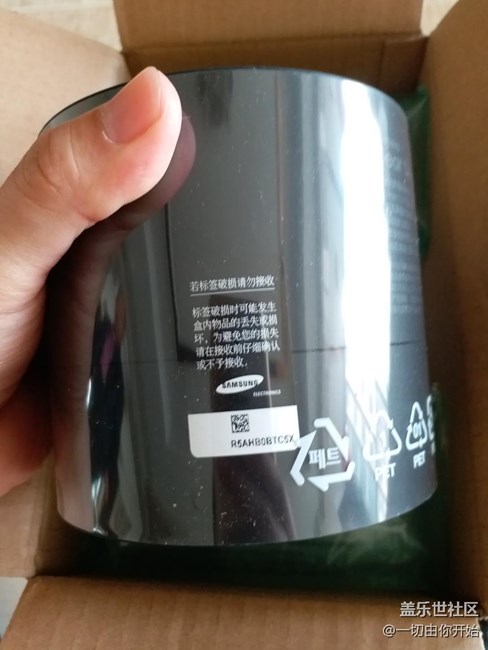 若标签破损请勿接收
标签破损时可能发生
盒内物品的丢失或损
坏，为避免您的损失
请在接收前仔细确认
或不予接收。
SAMSUNG
ELECTRONICS
R5AHB0BTCSX
페트
PET
01
PET
盖乐世社区
@一切由你开始